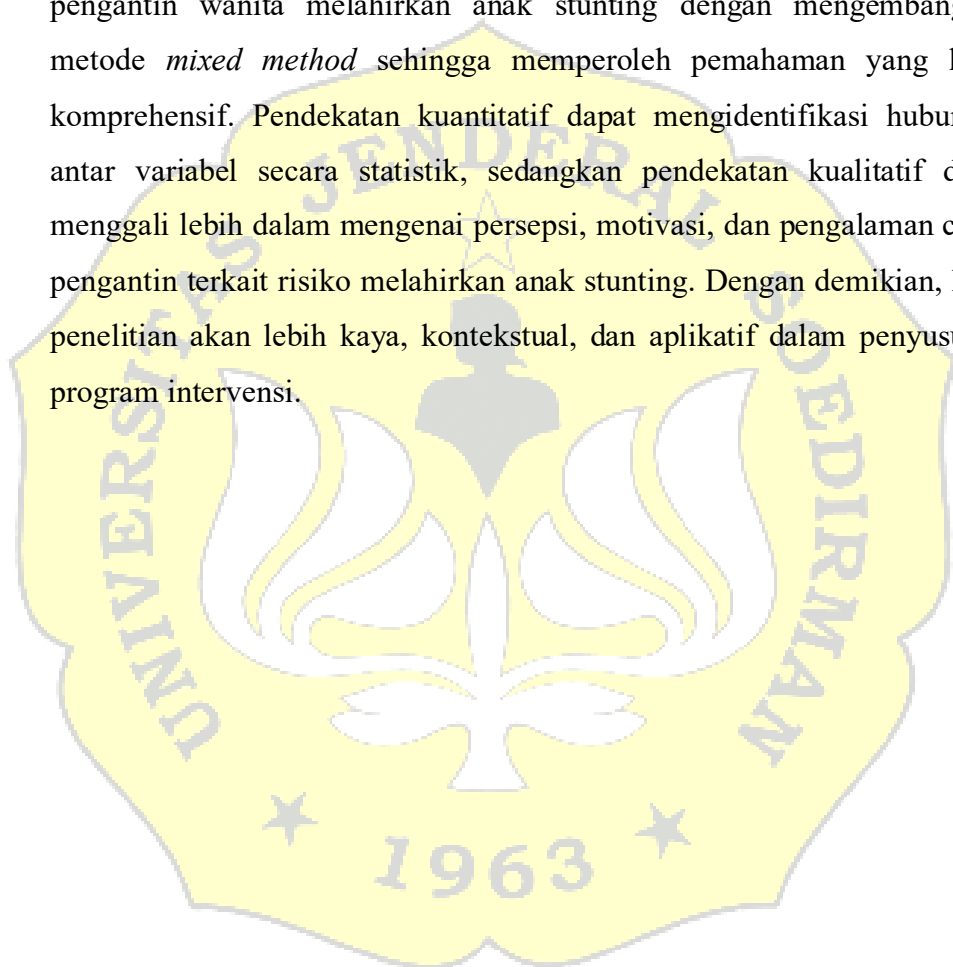 pengantin wanita melahirkan anak stunting dengan mengembang
metode mixed method sehingga memperoleh pemahaman yang
komprehensif. Pendekatan kuantitatif dapat mengidentifikasi hubu
antar variabel secara statistik, sedangkan pendekatan kualitatif d
menggali lebih dalam mengenai persepsi, motivasi, dan pengalaman c
pengantin terkait risiko melahirkan anak stunting. Dengan demikian,
penelitian akan lebih kaya, kontekstual, dan aplikatif dalam penyusu
program intervensi.
UNIVERSITAS JENDERAL SOEDIRMAN
1963